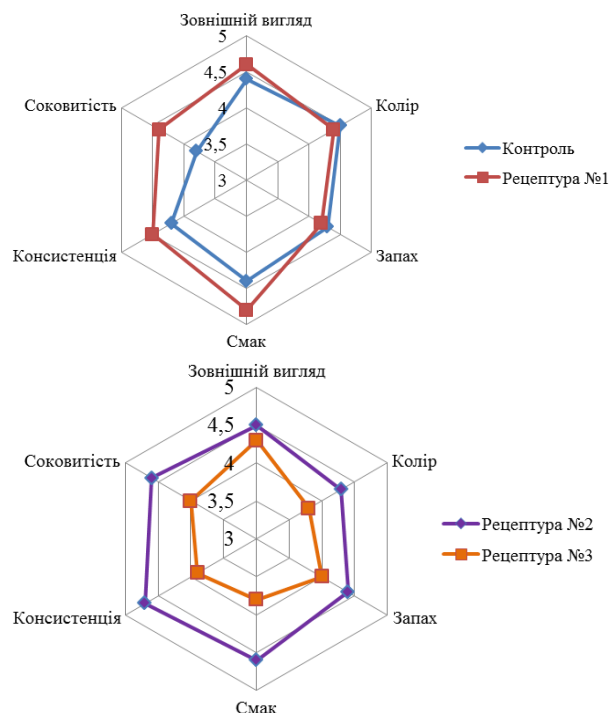 Зовнішній вигляд
5
4,5
4
3,5
3
Колір
Запах
Смак
Консистенція
Соковитість
Контроль
Рецептура №1
Зовнішній вигляд
5
4,5
4
3,5
3
Колір
Запах
Смак
Консистенція
Соковитість
Рецептура №2
Рецептура №3